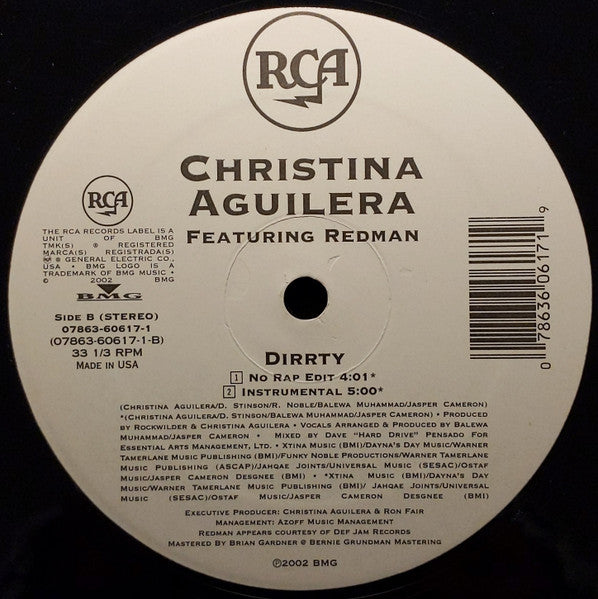 RCA
CHRISTINA
AGUILERA
FEATURING REDMAN
RCA
THE RCA RECORDS LABEL IS A
UNIT OF BMG
TMK(S) ® REGISTERED
MARCA(S) REGISTRADA(S)
® GENERAL ELECTRIC CO.,
USA • BMG LOGO IS A
TRADEMARK OF BMG MUSIC •
© 2002 BMG
BMG
SIDE B (STEREO)
07863-60617-1
(07863-60617-1-B)
33 1/3 RPM
MADE IN USA
0 78636 06171 9
DIRRTY
1 NO RAP EDIT 4:01*
2 INSTRUMENTAL 5:00*
(CHRISTINA AGUILERA/D. STINSON/R. NOBLE/BALEWA MUHAMMAD/JASPER CAMERON)
*(CHRISTINA AGUILERA/D. STINSON/BALEWA MUHAMMAD/JASPER CAMERON) • PRODUCED
BY ROCKWILDER & CHRISTINA AGUILERA • VOCALS ARRANGED & PRODUCED BY BALEWA
MUHAMMAD/JASPER CAMERON • MIXED BY DAVE "HARD DRIVE" PENSADO FOR
ESSENTIAL ARTS MANAGEMENT, LTD. • XTINA MUSIC (BMI)/DAYNA'S DAY MUSIC/WARNER
TAMERLANE MUSIC PUBLISHING (BMI)/FUNKY NOBLE PRODUCTIONS/WARNER TAMERLANE
MUSIC PUBLISHING (ASCAP)/JAHQAE JOINTS/UNIVERSAL MUSIC (SESAC)/OSTAF
MUSIC/JASPER CAMERON DESGNEE (BMI) • *XTINA MUSIC (BMI)/DAYNA'S DAY
MUSIC/WARNER TAMERLANE MUSIC PUBLISHING (BMI)/ JAHQAE JOINTS/UNIVERSAL
MUSIC (SESAC)/OSTAF MUSIC/JASPER CAMERON DESGNEE (BMI)
EXECUTIVE PRODUCER: CHRISTINA AGUILERA & RON FAIR
MANAGEMENT: AZOFF MUSIC MANAGEMENT
REDMAN APPEARS COURTESY OF DEF JAM RECORDS
MASTERED BY BRIAN GARDNER @ BERNIE GRUNDMAN MASTERING
℗2002 BMG